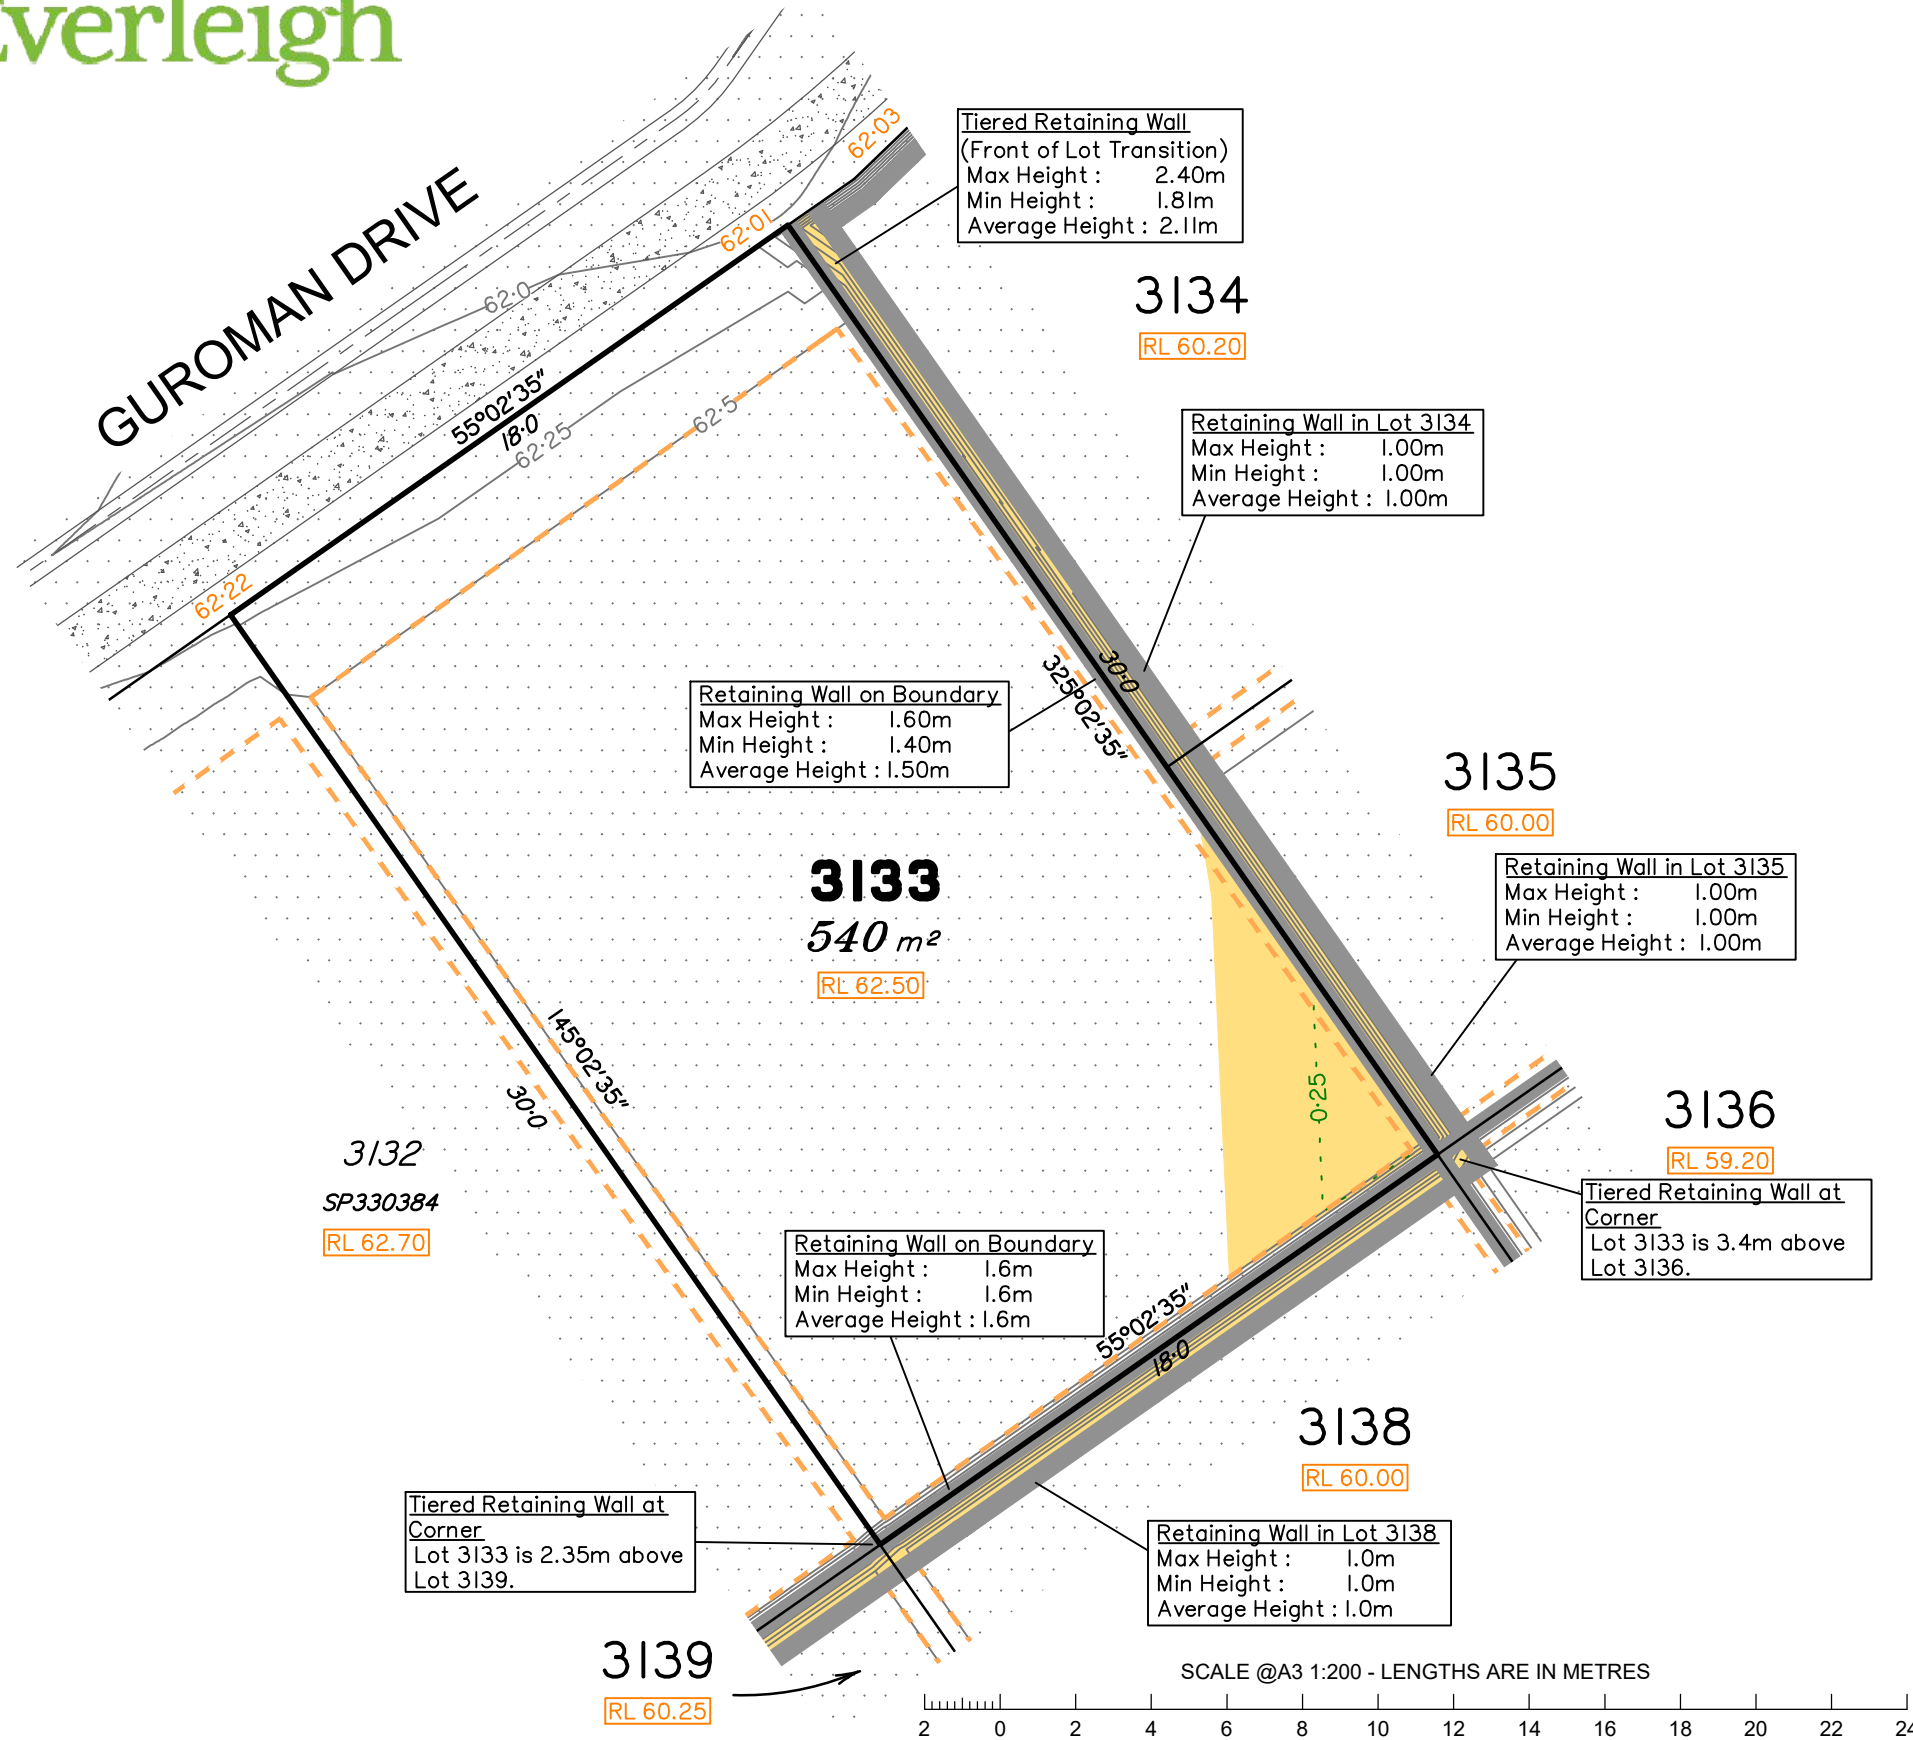 Everleigh
GUROMAN DRIVE
62·03
62·01
62·22
62·0
62·25
62·5
55°02'35"
18·0
Tiered Retaining Wall
(Front of Lot Transition)
Max Height : 2.40m
Min Height : 1.81m
Average Height : 2.11m
3134
RL 60.20
Retaining Wall in Lot 3134
Max Height : 1.00m
Min Height : 1.00m
Average Height : 1.00m
30·0
325°02'35"
Retaining Wall on Boundary
Max Height : 1.60m
Min Height : 1.40m
Average Height : 1.50m
3135
RL 60.00
Retaining Wall in Lot 3135
Max Height : 1.00m
Min Height : 1.00m
Average Height : 1.00m
3133
540 m²
RL 62.50
145°02'35"
30·0
0·25
3136
RL 59.20
Tiered Retaining Wall at
Corner
Lot 3133 is 3.4m above
Lot 3136.
3132
SP330384
RL 62.70
Retaining Wall on Boundary
Max Height : 1.6m
Min Height : 1.6m
Average Height : 1.6m
55°02'35"
18·0
3138
RL 60.00
Tiered Retaining Wall at
Corner
Lot 3133 is 2.35m above
Lot 3139.
Retaining Wall in Lot 3138
Max Height : 1.0m
Min Height : 1.0m
Average Height : 1.0m
3139
RL 60.25
SCALE @A3 1:200 - LENGTHS ARE IN METRES
2 0 2 4 6 8 10 12 14 16 18 20 22 24